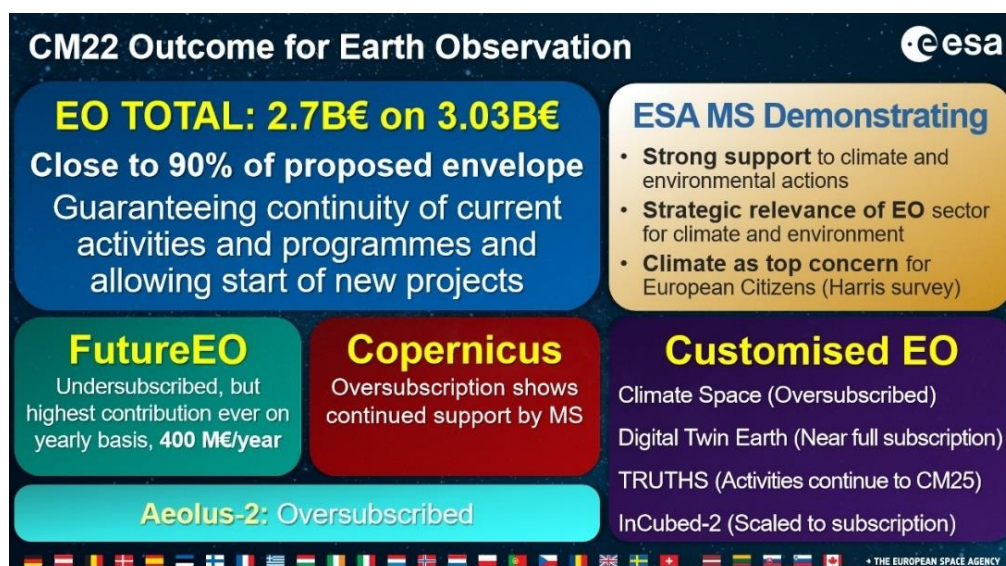 CM22 Outcome for Earth Observation
esa
EO TOTAL: 2.7B€ on 3.03B€
Close to 90% of proposed envelope
Guaranteeing continuity of current
activities and programmes and
allowing start of new projects
ESA MS Demonstrating
• Strong support to climate and
environmental actions
• Strategic relevance of EO sector
for climate and environment
• Climate as top concern for
European Citizens (Harris survey)
FutureEO
Undersubscribed, but
highest contribution ever on
yearly basis, 400 M€/year
Copernicus
Oversubscription shows
continued support by MS
Customised EO
Climate Space (Oversubscribed)
Digital Twin Earth (Near full subscription)
TRUTHS (Activities continue to CM25)
InCubed-2 (Scaled to subscription)
Aeolus-2: Oversubscribed
→ THE EUROPEAN SPACE AGENCY